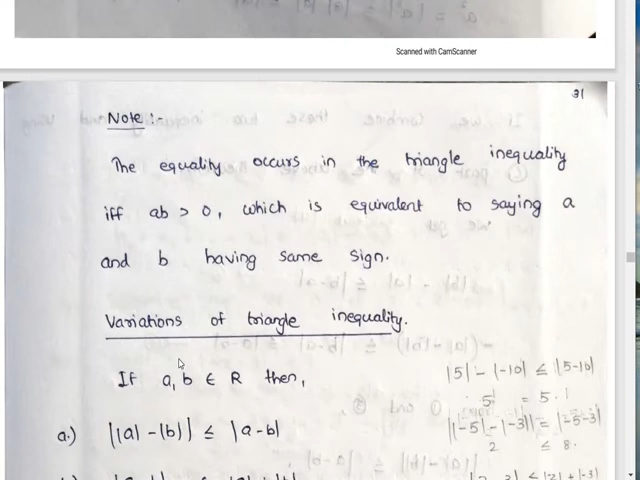 Scanned with CamScanner
31
Note :-
The equality occurs in the triangle inequality
iff ab > 0, which is equivalent to saying a
and b having same sign.
Variations of triangle inequality.
If a, b ∈ R then,
a.) ||a| - |b|| ≤ |a-b|
|5| - |-10| ≤ |5-10|
5 = 5.
||-5| - |-3|| = |-5-3|
2 ≤ 8.